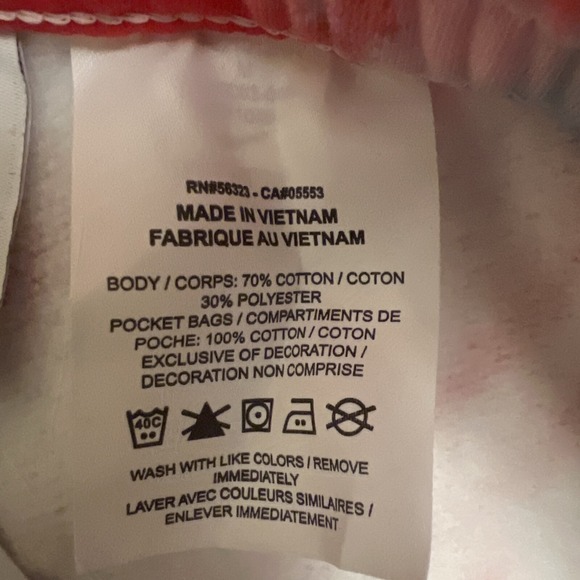 RN#56323 - CA#05553
MADE IN VIETNAM
FABRIQUE AU VIETNAM
BODY / CORPS: 70% COTTON / COTON
30% POLYESTER
POCKET BAGS / COMPARTIMENTS DE
POCHE: 100% COTTON / COTON
EXCLUSIVE OF DECORATION /
DECORATION NON COMPRISE
40C
WASH WITH LIKE COLORS / REMOVE
IMMEDIATELY
LAVER AVEC COULEURS SIMILAIRES /
ENLEVER IMMEDIATEMENT